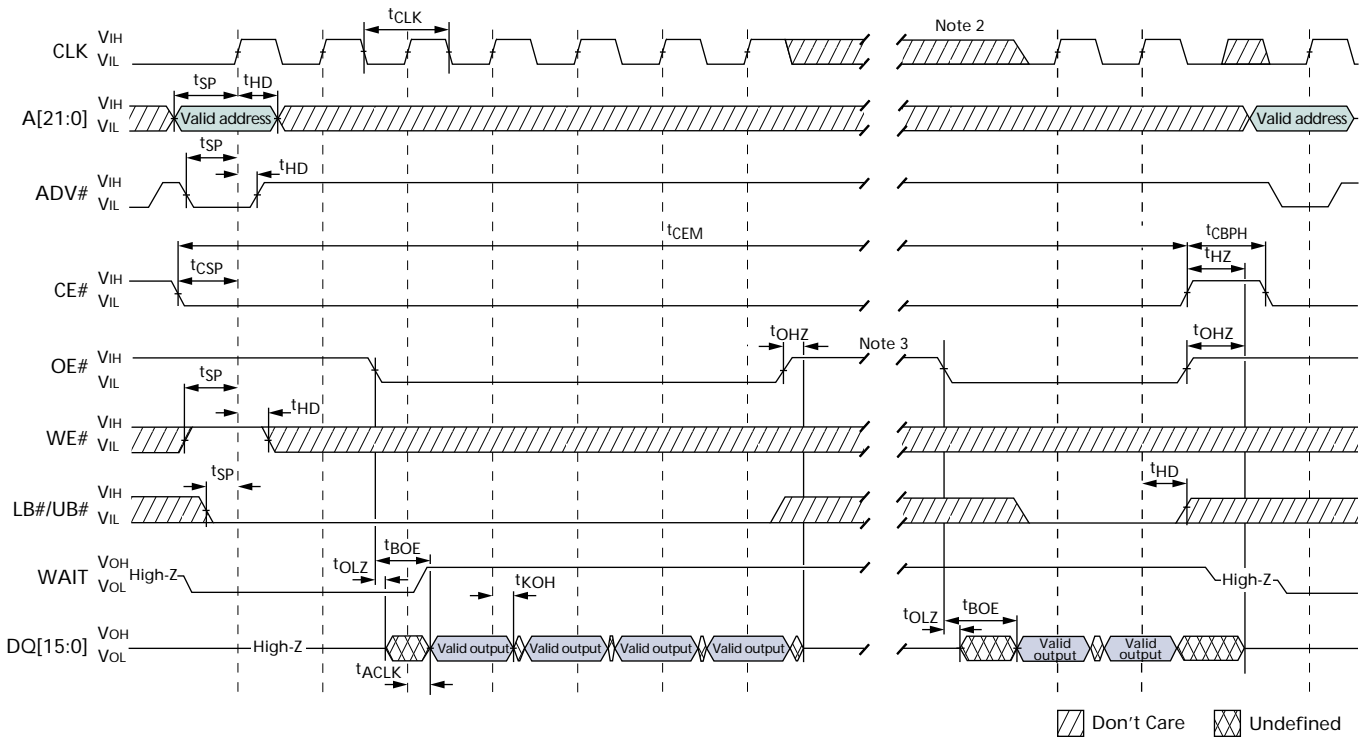 tCLK
Note 2
CLK VIH
VIL
tSP tHD
A[21:0] VIH
VIL
Valid address
Valid address
tSP
tHD
ADV# VIH
VIL
tCEM
tCBPH
tHZ
tCSP
CE# VIH
VIL
tOHZ
Note 3
tOHZ
OE# VIH
VIL
tSP
tHD
WE# VIH
VIL
tSP
tHD
LB#/UB# VIH
VIL
tBOE
tOLZ
tKOH
WAIT VOH
VOL
High-Z
High-Z
tOLZ
tBOE
DQ[15:0] VOH
VOL
High-Z
Valid output
Valid output
Valid output
Valid output
Valid output
Valid output
tACLK
Don't Care
Undefined